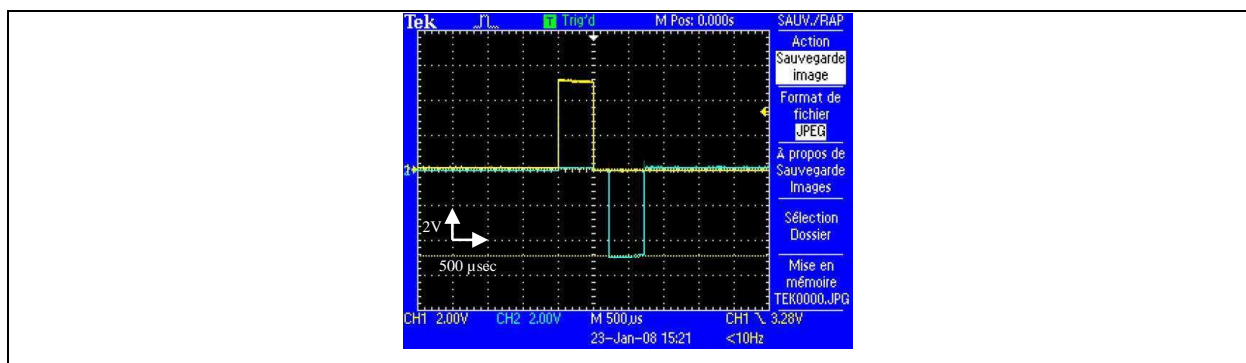 Tek T Trig'd M Pos: 0.000s SAUV./RAP
Action
Sauvegarde
image
Format de
fichier
JPEG
À propos de
Sauvegarde
Images
Sélection
Dossier
Mise en
mémoire
TEK0000.JPG
2V
500 µsec
CH1 2.00V CH2 2.00V M 500µs CH1 3.28V
23-Jan-08 15:21 <10Hz